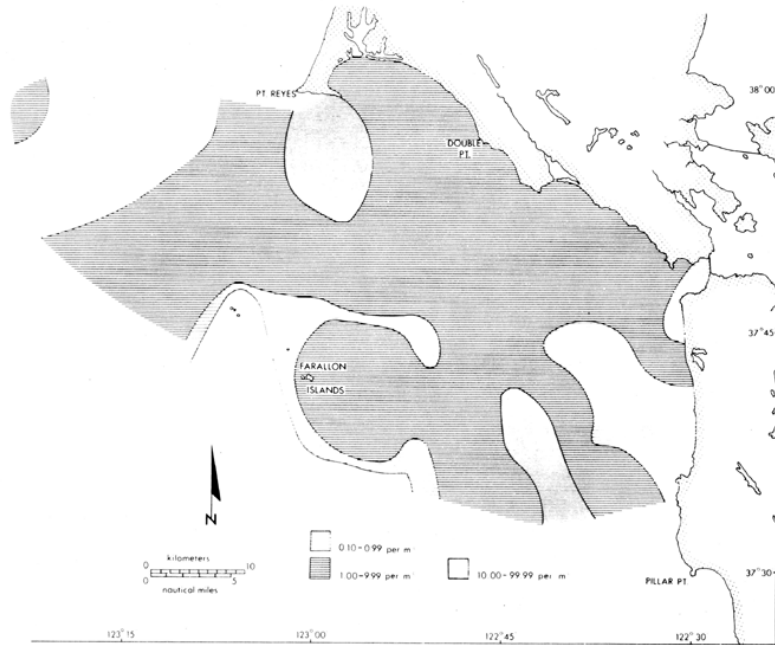 PT REYES
38° 00
DOUBLE
PT.
37° 45
FARALLON
ISLANDS
N
kilometers
0 10
0 5
nautical miles
0.10-0.99 per m
1.00-9.99 per m
10.00-99.99 per m
37° 30
PILLAR PT.
123° 15
123° 00
122° 45
122° 30